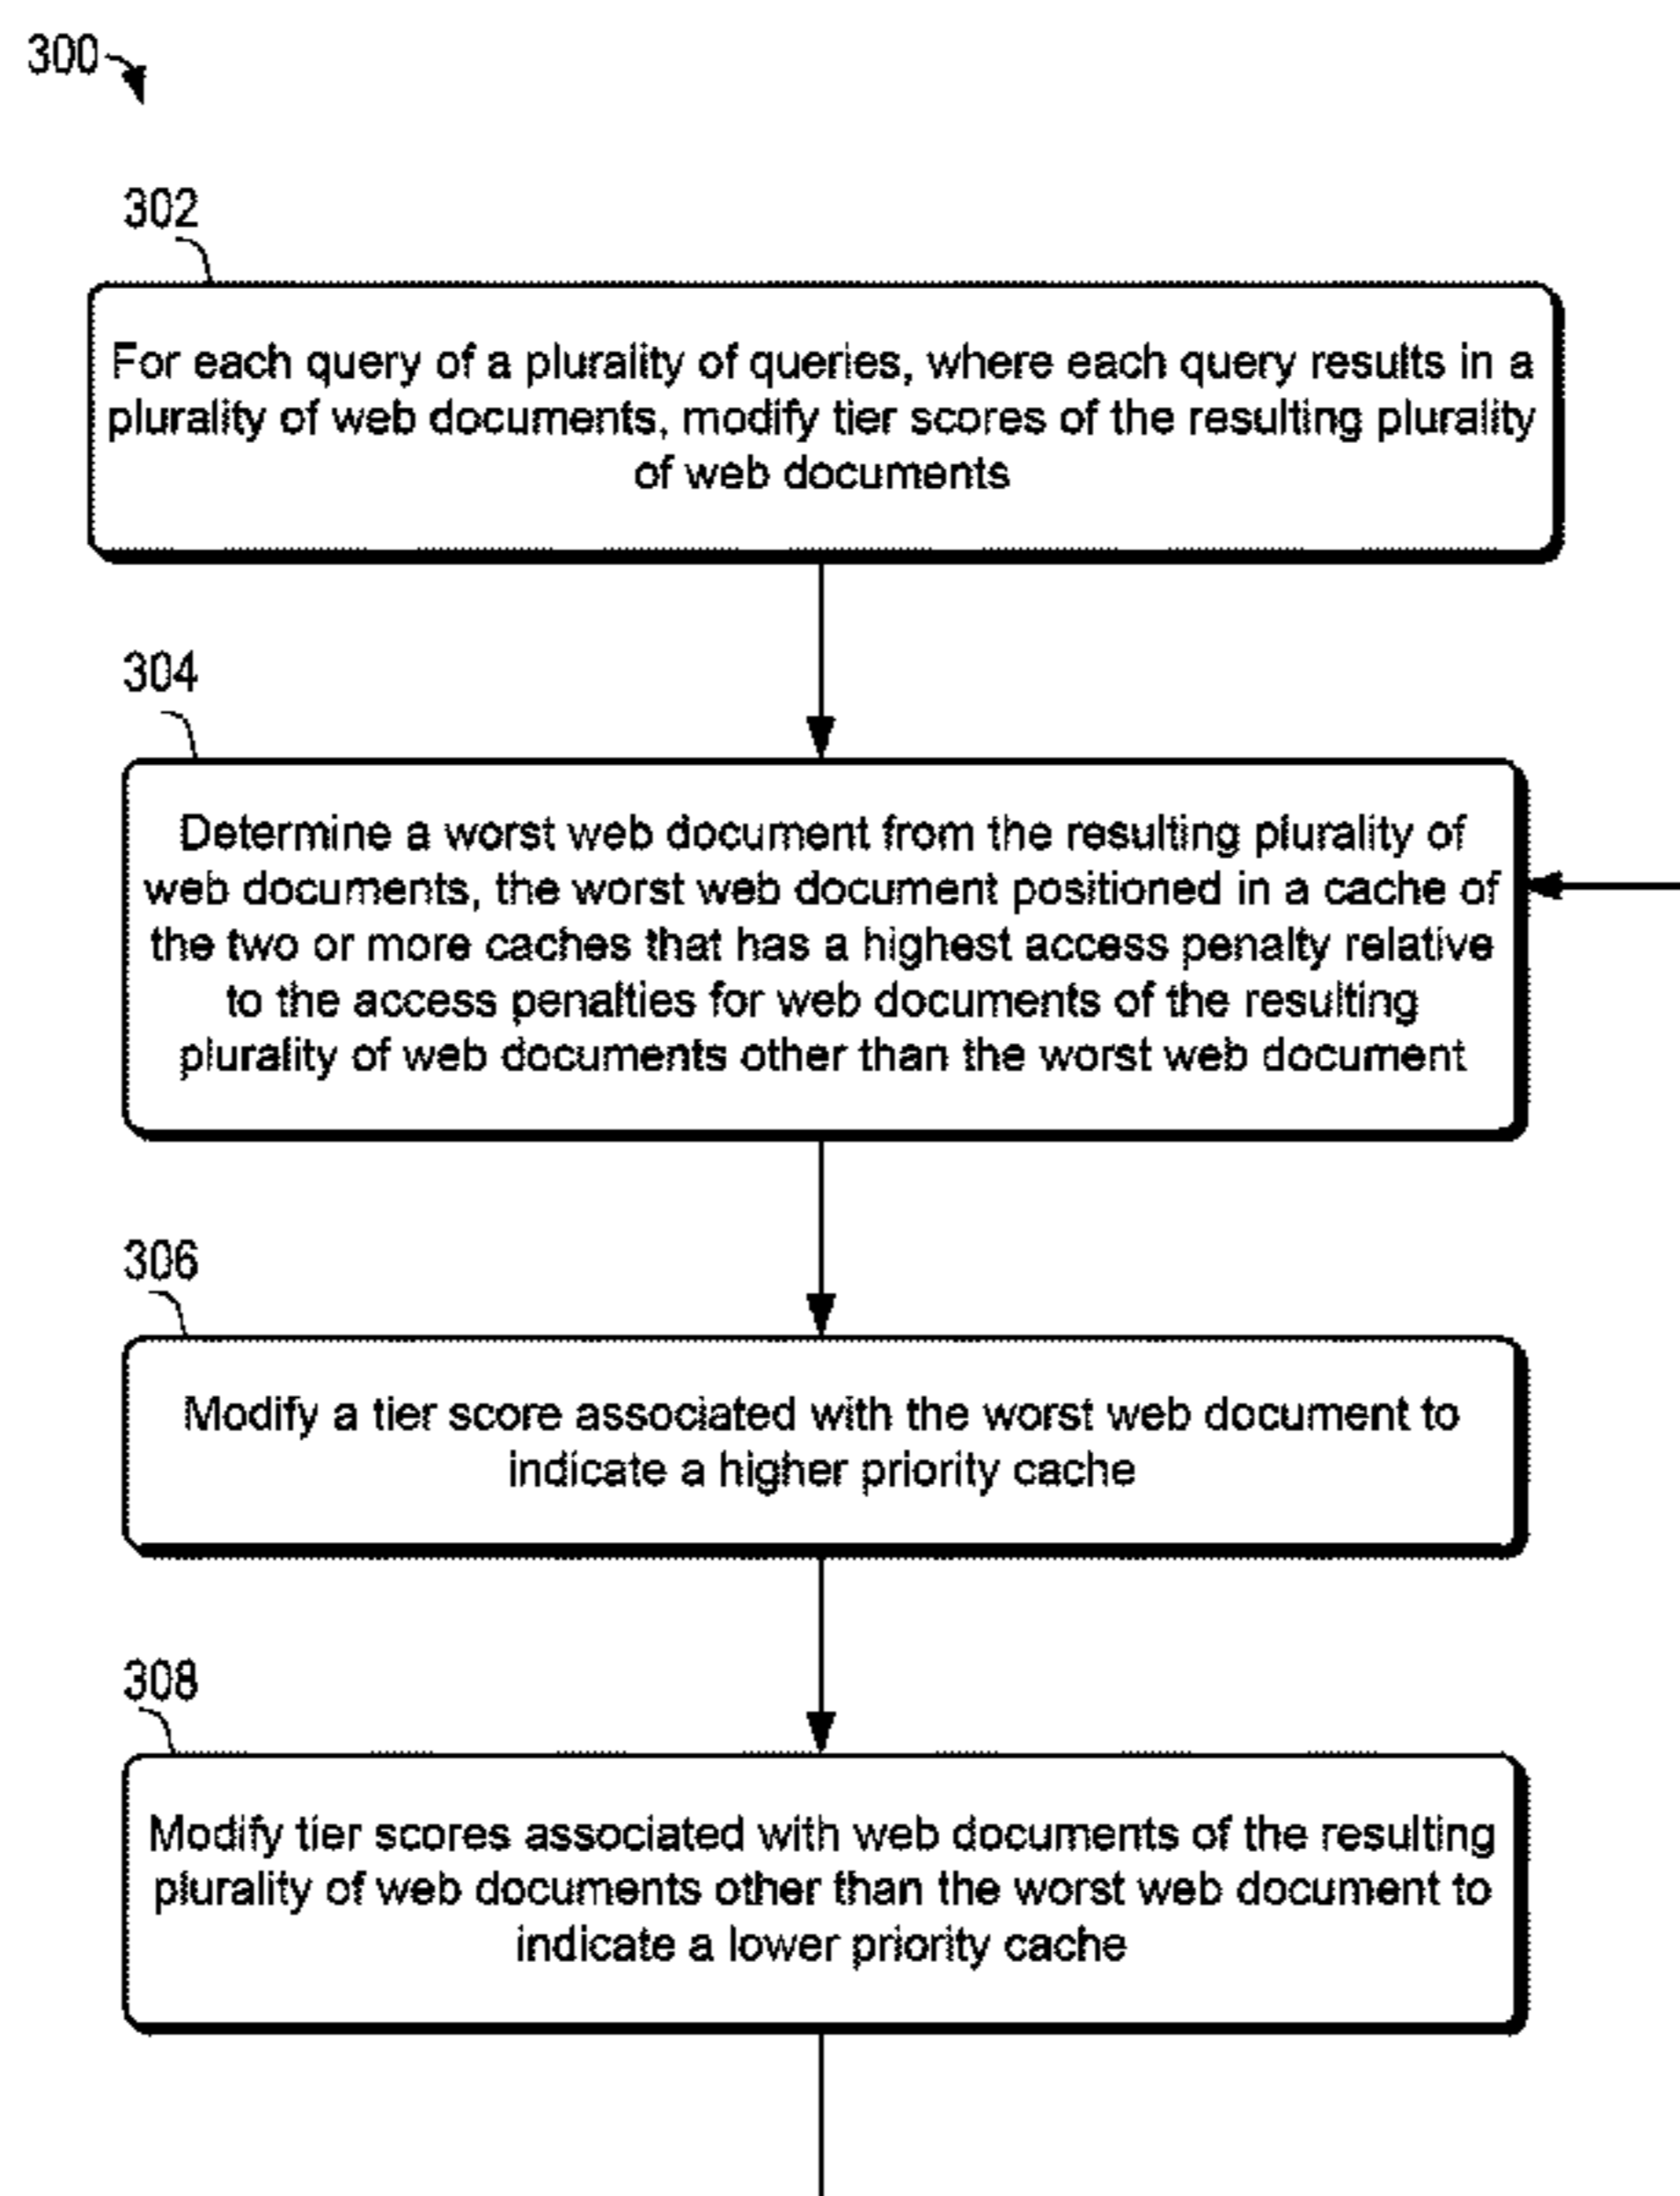 300
302
For each query of a plurality of queries, where each query results in a
plurality of web documents, modify tier scores of the resulting plurality
of web documents
304
Determine a worst web document from the resulting plurality of
web documents, the worst web document positioned in a cache of
the two or more caches that has a highest access penalty relative
to the access penalties for web documents of the resulting
plurality of web documents other than the worst web document
306
Modify a tier score associated with the worst web document to
indicate a higher priority cache
308
Modify tier scores associated with web documents of the resulting
plurality of web documents other than the worst web document to
indicate a lower priority cache